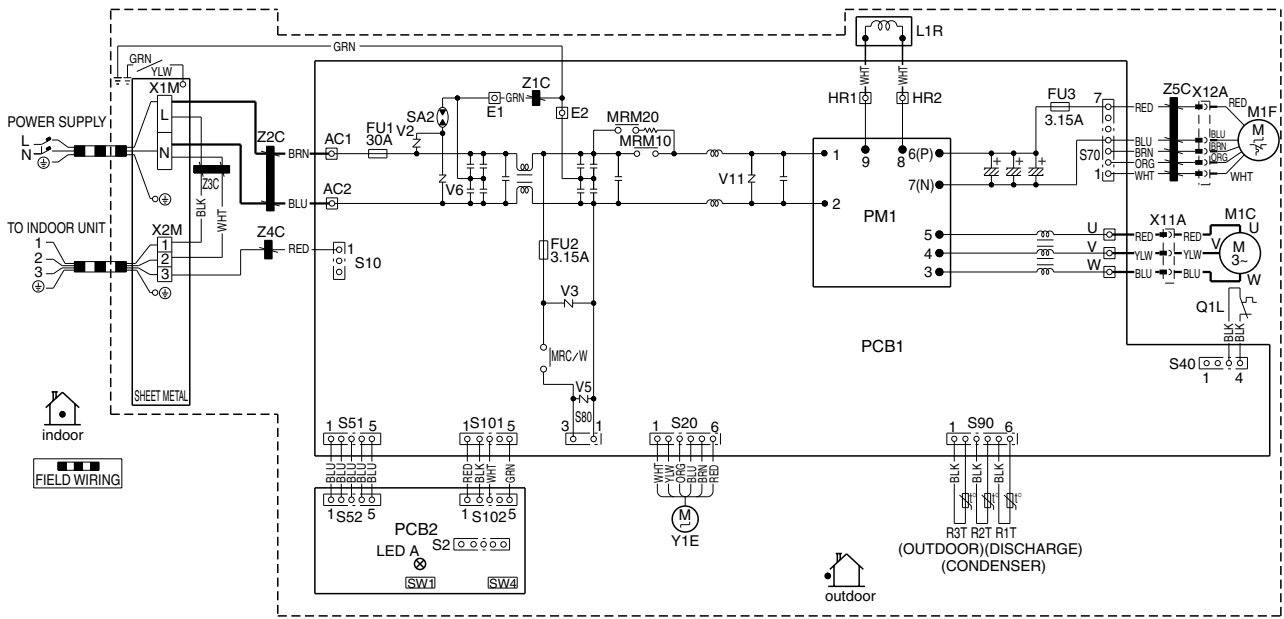 GRN
GRN
YLW
X1M
L
N
POWER SUPPLY
L
N
Z2C
Z3C
BLK
WHT
X2M
1
2
3
TO INDOOR UNIT
1
2
3
Z4C
RED
SHEET METAL
indoor
FIELD WIRING
BRN
AC1
BLU
AC2
FU1
30A
V2
SA2
V6
E1
GRN
Z1C
E2
1
S10
MRM20
MRM10
FU2
3.15A
V3
MRC/W
V5
S80
3
1
V11
L1R
WHT
WHT
HR1
HR2
9
8
1
2
6(P)
7(N)
PM1
5
4
3
PCB1
FU3
3.15A
7
S70
1
RED
BLU
BRN
ORG
WHT
Z5C
X12A
RED
BLU
BRN
ORG
WHT
M1F
M
U
V
W
RED
YLW
BLU
X11A
RED
YLW
BLU
M1C
U
V
W
M
3~
Q1L
BLK
BLK
S40
1
4
1
S51
5
BLU
BLU
BLU
BLU
BLU
1
S52
5
1
S101
5
RED
BLK
WHT
GRN
1
S102
5
PCB2
S2
LED A
SW1
SW4
1
S20
6
WHT
YLW
ORG
BLU
BRN
RED
M
Y1E
1
S90
6
BLK
BLK
BLK
t°
t°
t°
R3T
R2T
R1T
(OUTDOOR)(DISCHARGE)
(CONDENSER)
outdoor